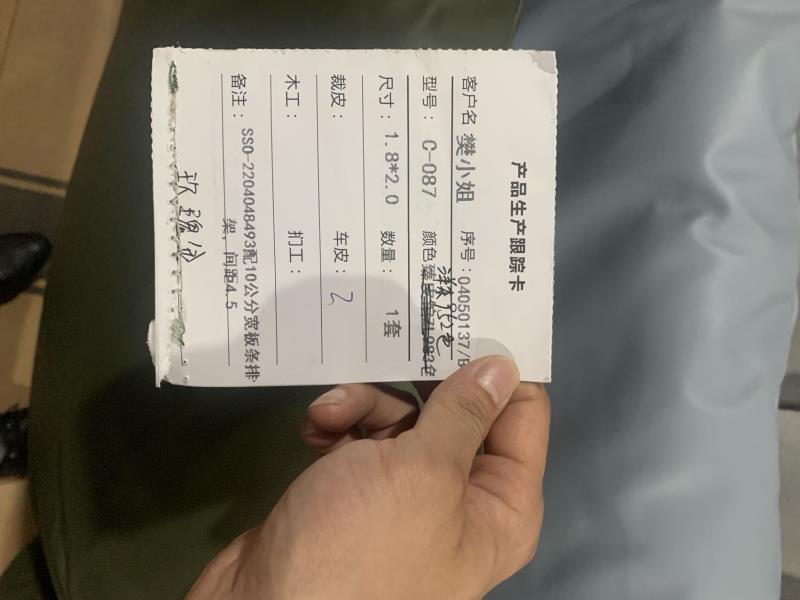 产品生产跟踪卡
客户名 樊小姐 序号：04050137/B
型号：C-087 颜色
尺寸：1.8*2.0 数量：1套
裁皮： 车皮：2
木工： 扪工：
备注：SSO-2204048493配10公分宽板条排
架，间距4.5